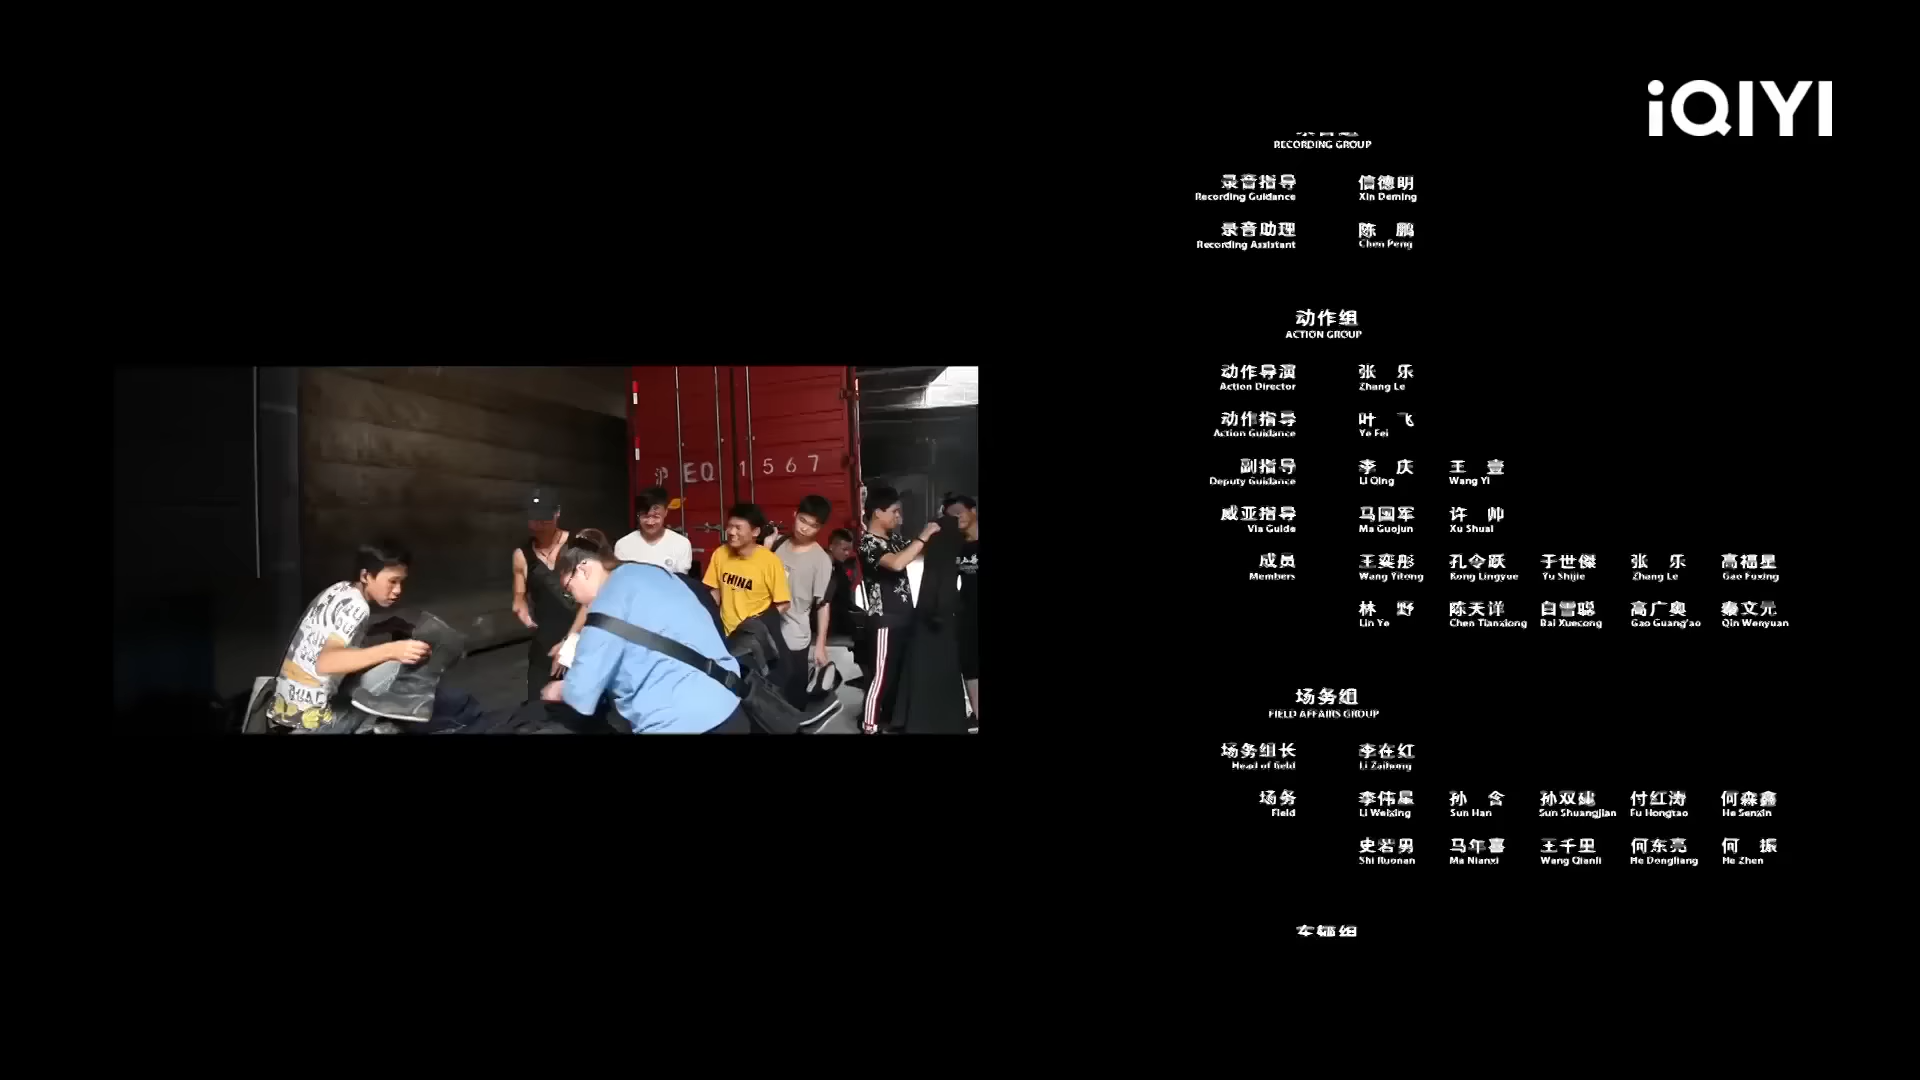 iQIYI
RECORDING GROUP
录音指导 信德明
Recording Guidance Xin Deming
录音助理 陈 鹏
Recording Assistant Chen Peng
动作组
ACTION GROUP
动作导演 张 乐
Action Director Zhang Le
动作指导 叶 飞
Action Guidance Ye Fei
副指导 李 庆 王 壹
Deputy Guidance Li Qing Wang Yi
威亚指导 马国军 许 帅
Via Guide Ma Guojun Xu Shuai
成员 王奕彤 孔令跃 于世傑 张 乐 高福星
Members Wang Yitong Kong Lingyue Yu Shijie Zhang Le Gao Fuxing
林 野 陈天详 白雪聪 高广奥 秦文元
Lin Ye Chen Tianxiong Bai Xuecong Gao Guang'ao Qin Wenyuan
场务组
FIELD AFFAIRS GROUP
场务组长 李在红
Head of field Li Zaihong
场务 李伟星 孙 含 孙双建 付红涛 何森鑫
Field Li Weixing Sun Han Sun Shuangjian Fu Hongtao He Senxin
史若男 马年喜 王千里 何东亮 何 振
Shi Ruonan Ma Nianxi Wang Qianli He Dongliang He Zhen
车辆组
EQ 1567
CHINA